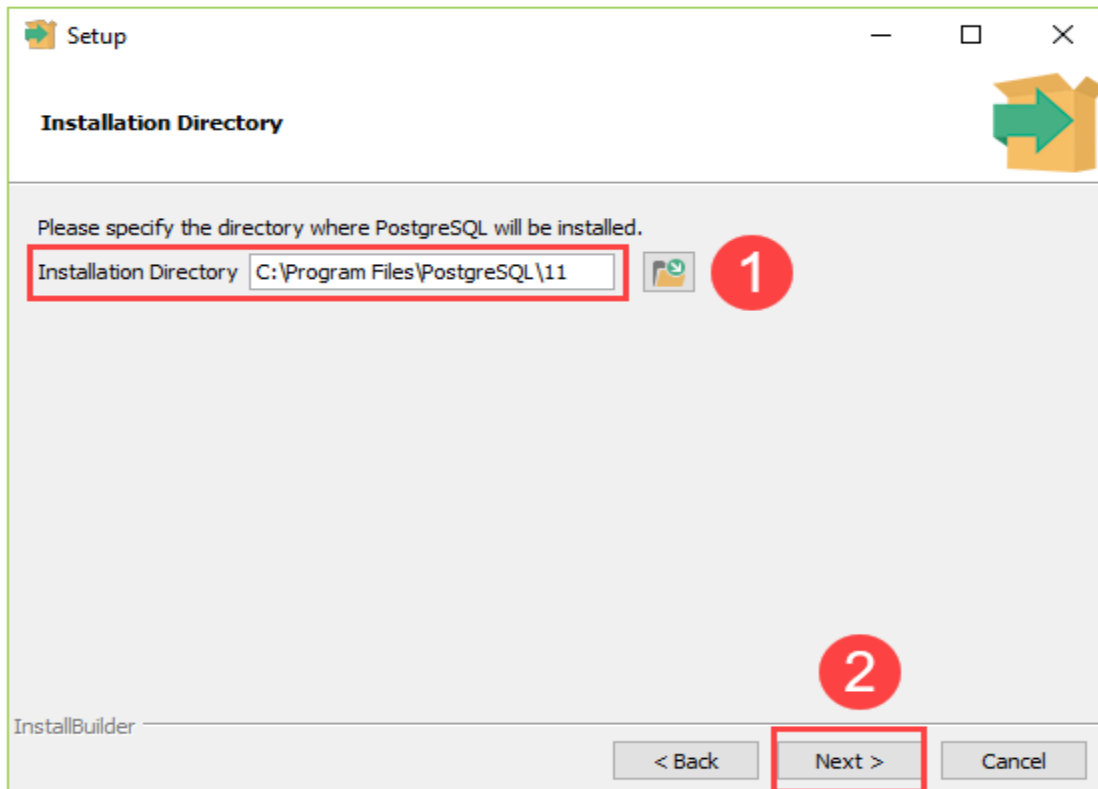 Setup
Installation Directory
Please specify the directory where PostgreSQL will be installed.
Installation Directory C:\Program Files\PostgreSQL\11 1
2
InstallBuilder
< Back Next > Cancel